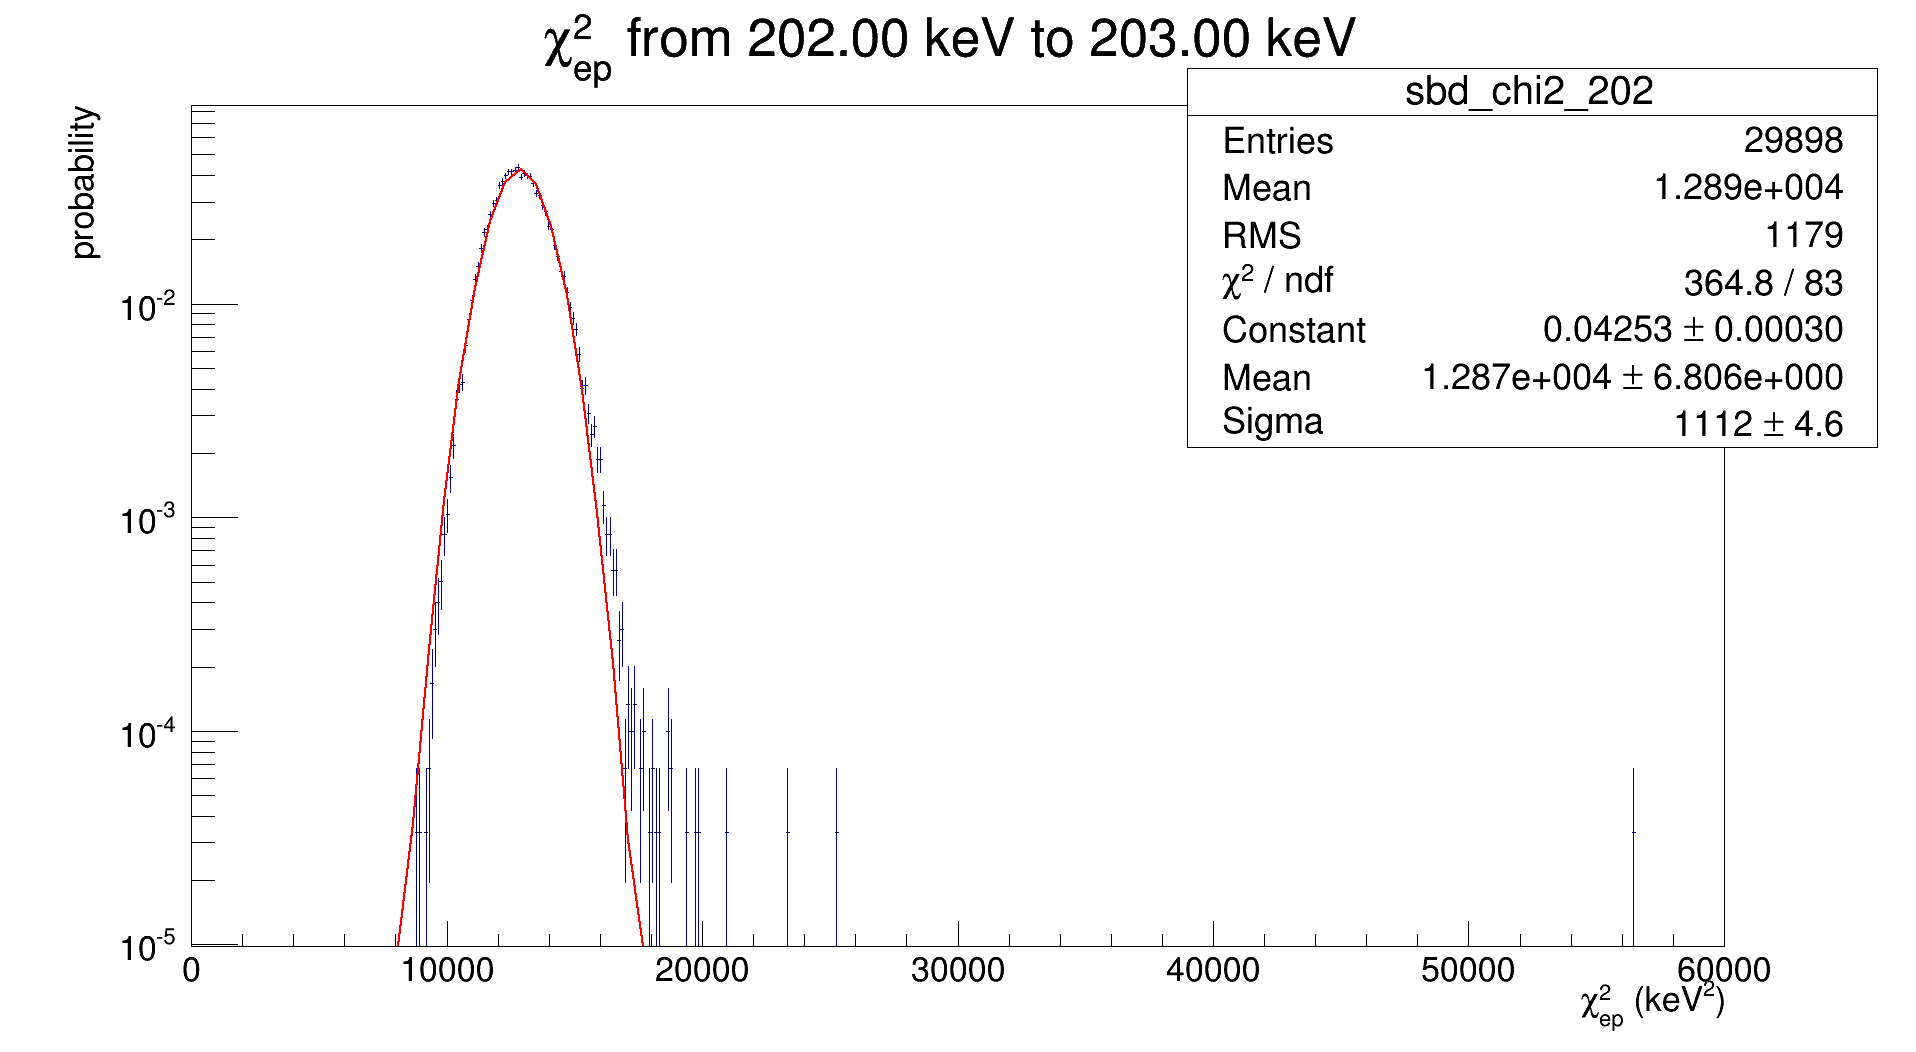 χ²ep from 202.00 keV to 203.00 keV
sbd_chi2_202
Entries 29898
Mean 1.289e+004
RMS 1179
χ² / ndf 364.8 / 83
Constant 0.04253 ± 0.00030
Mean 1.287e+004 ± 6.806e+000
Sigma 1112 ± 4.6
probability
10⁻²
10⁻³
10⁻⁴
10⁻⁵
0 10000 20000 30000 40000 50000 60000
χ²ep (keV²)